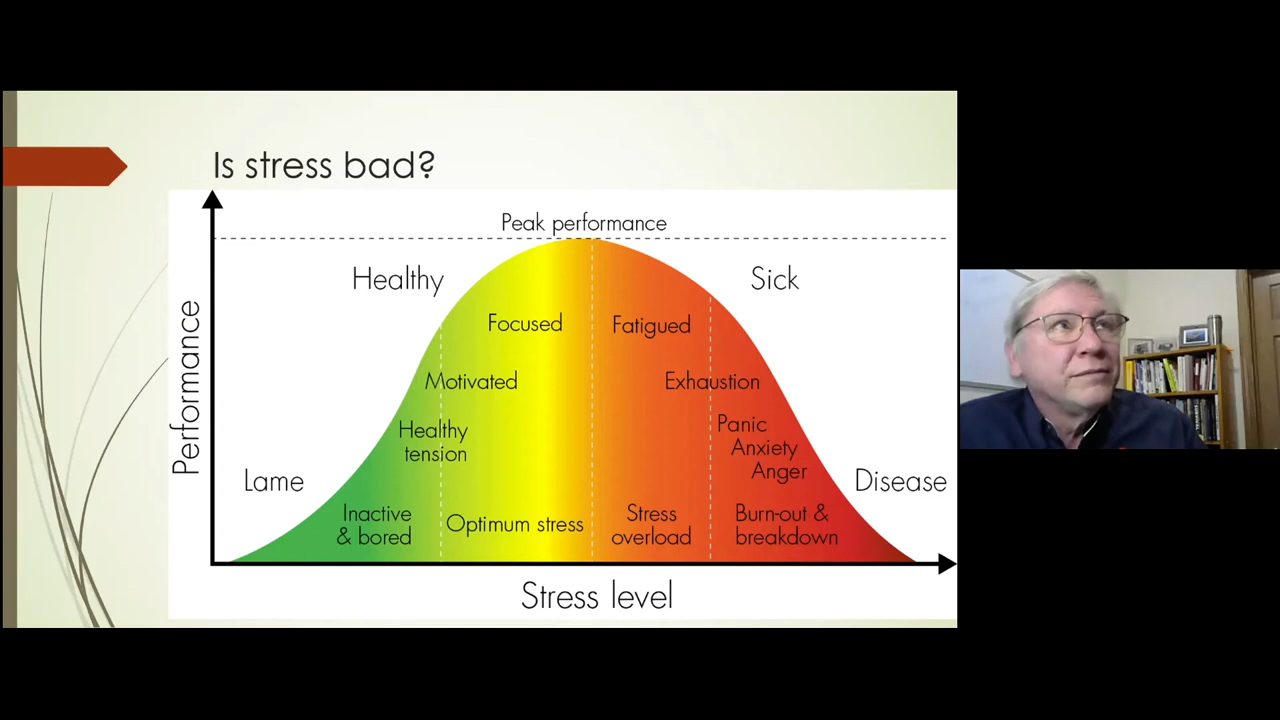 Is stress bad?
Peak performance
Healthy
Sick
Focused
Fatigued
Motivated
Exhaustion
Healthy
tension
Panic
Anxiety
Anger
Lame
Disease
Inactive
& bored
Optimum stress
Stress
overload
Burn-out &
breakdown
Performance
Stress level